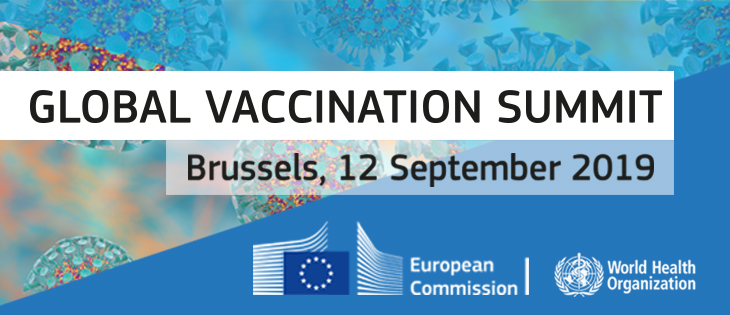 GLOBAL VACCINATION SUMMIT
Brussels, 12 September 2019
European
Commission
World Health
Organization